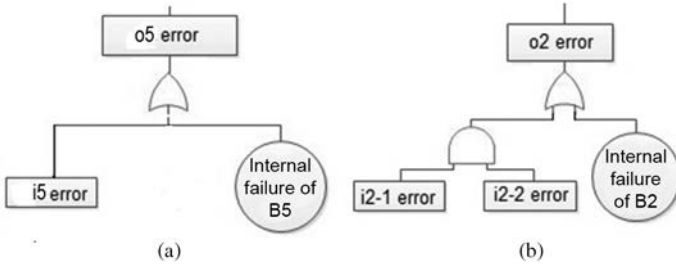 o5 error
i5 error
Internal
failure of
B5
(a)
o2 error
i2-1 error
i2-2 error
Internal
failure
of B2
(b)